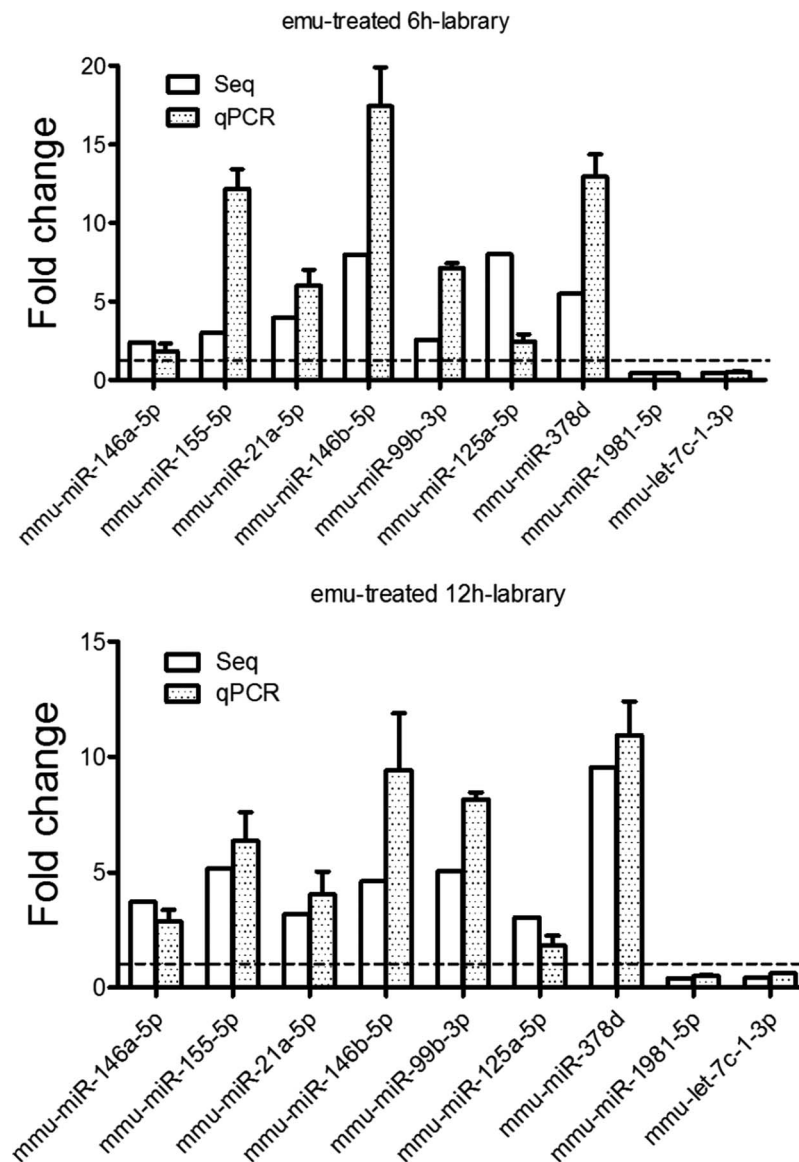 emu-treated 6h-labrary
Fold change
20
15
10
5
0
Seq
qPCR
mmu-miR-146a-5p
mmu-miR-155-5p
mmu-miR-21a-5p
mmu-miR-146b-5p
mmu-miR-99b-3p
mmu-miR-125a-5p
mmu-miR-378d
mmu-miR-1981-5p
mmu-let-7c-1-3p
emu-treated 12h-labrary
Fold change
15
10
5
0
Seq
qPCR
mmu-miR-146a-5p
mmu-miR-155-5p
mmu-miR-21a-5p
mmu-miR-146b-5p
mmu-miR-99b-3p
mmu-miR-125a-5p
mmu-miR-378d
mmu-miR-1981-5p
mmu-let-7c-1-3p